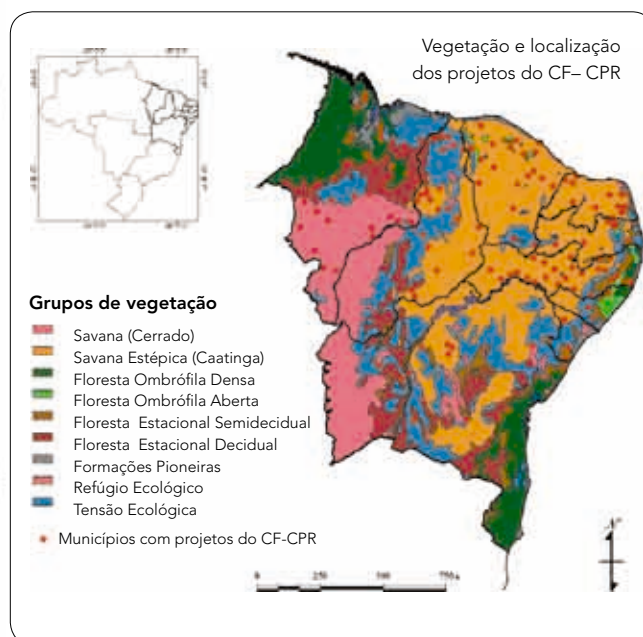 Vegetação e localização
dos projetos do CF– CPR
Grupos de vegetação
Savana (Cerrado)
Savana Estépica (Caatinga)
Floresta Ombrófila Densa
Floresta Ombrófila Aberta
Floresta Estacional Semidecidual
Floresta Estacional Decidual
Formações Pioneiras
Refúgio Ecológico
Tensão Ecológica
Municípios com projetos do CF-CPR
0 250 500